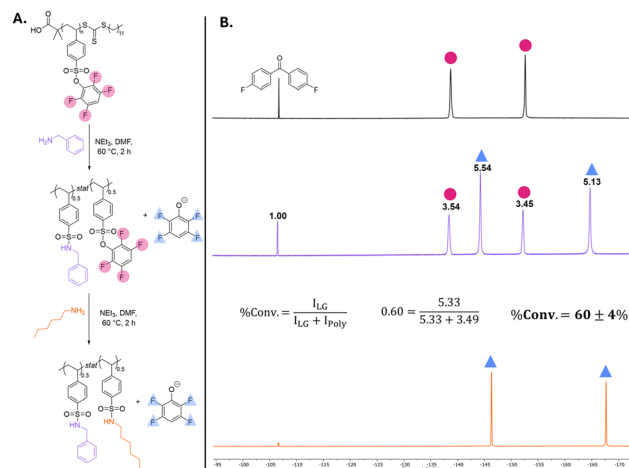 A.
HO
O
S
S
S
n
11
O=S=O
O
F
F
F
F
H₂N
NEt₃, DMF,
60 °C, 2 h
stat
0.5
0.5
O=S=O
HN
O=S=O
O
F
F
F
F
+
O⊖
F
F
F
F
NH₂
NEt₃, DMF,
60 °C, 2 h
stat
0.5
0.5
O=S=O
HN
O=S=O
HN
+
O⊖
F
F
F
F
B.
O
F
F
1.00
3.54
5.54
3.45
5.13
%Conv. = I_LG / (I_LG + I_Poly)
0.60 = 5.33 / (5.33 + 3.49)
%Conv. = 60 ± 4%
-95 -100 -105 -110 -115 -120 -125 -130 -135 -140 -145 -150 -155 -160 -165 -170